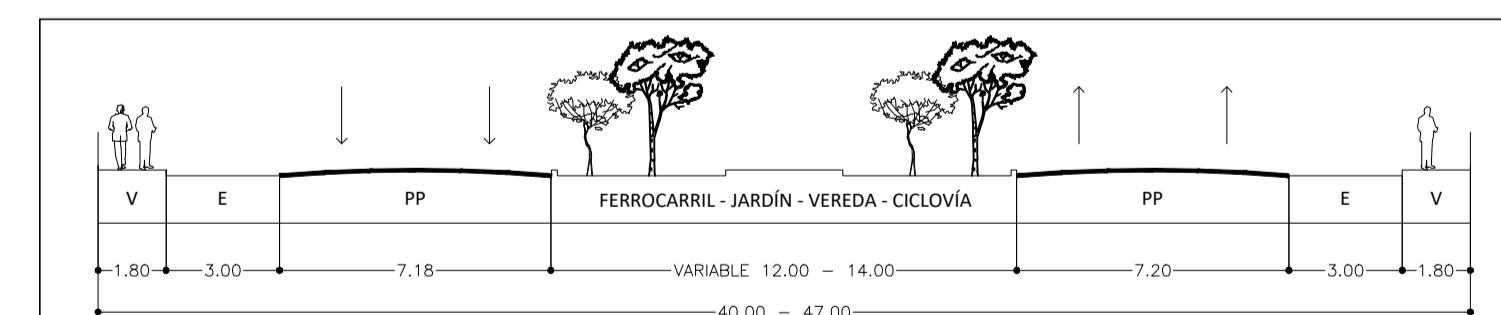 V E PP FERROCARRIL - JARDÍN - VEREDA - CICLOVÍA PP E V
1.80 3.00 7.18 VARIABLE 12.00 - 14.00 7.20 3.00 1.80
40.00 - 47.00